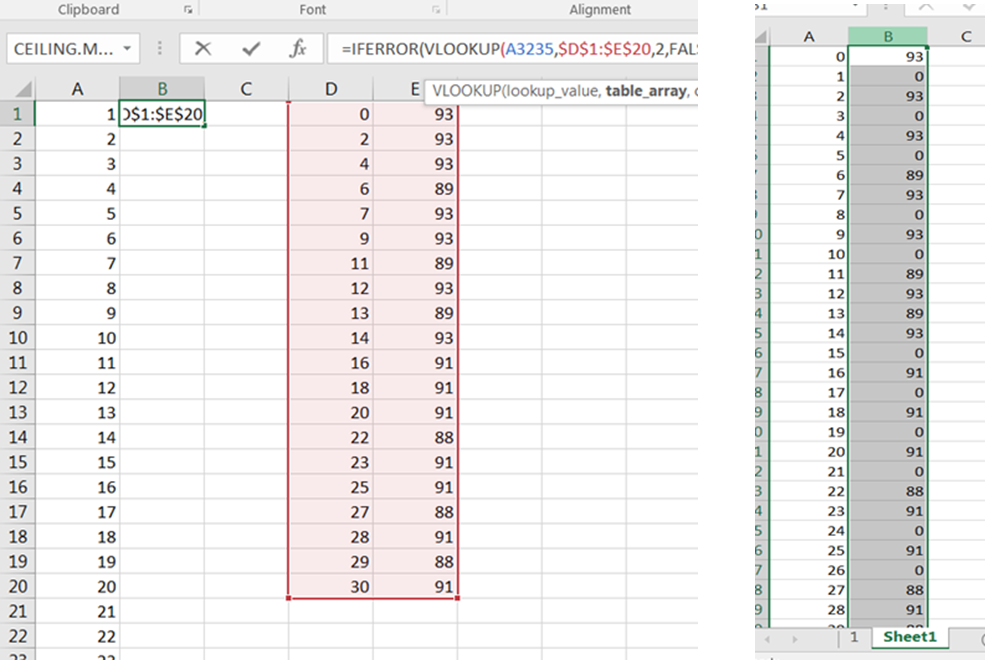 Clipboard Font Alignment
CEILING.M... =IFERROR(VLOOKUP(A3235,$D$1:$E$20,2,FAL
VLOOKUP(lookup_value, table_array,
A B C D E
1 1 $1:$E$20 0 93
2 2 2 93
3 3 4 93
4 4 6 89
5 5 7 93
6 6 9 93
7 7 11 89
8 8 12 93
9 9 13 89
10 10 14 93
11 11 16 91
12 12 18 91
13 13 20 91
14 14 22 88
15 15 23 91
16 16 25 91
17 17 27 88
18 18 28 91
19 19 29 88
20 20 30 91
21 21
22 22
A B C
0 93
1 0
2 93
3 0
4 93
5 0
6 89
7 93
8 0
9 93
10 0
11 89
12 93
13 89
14 93
15 0
16 91
17 0
18 91
19 0
20 91
21 0
22 88
23 91
24 0
25 91
26 0
27 88
28 91
1 Sheet1